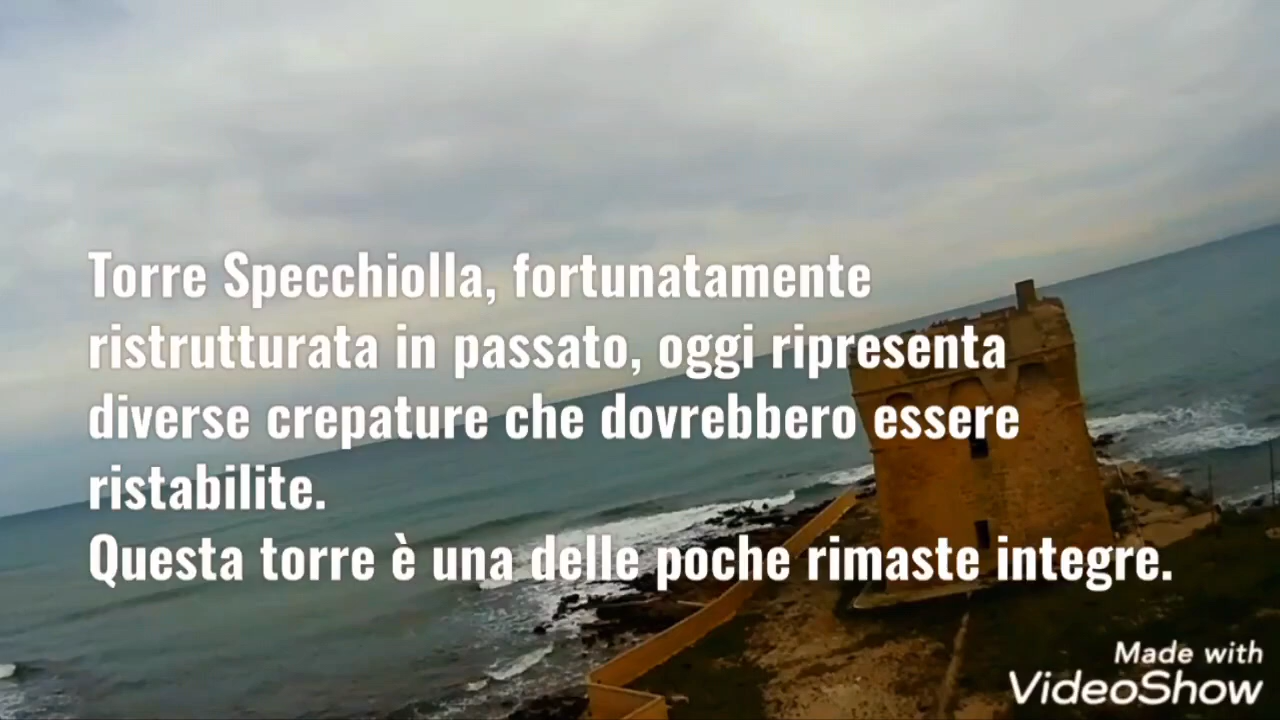 Torre Specchiolla, fortunatamente
ristrutturata in passato, oggi ripresenta
diverse crepature che dovrebbero essere
ristabilite.
Questa torre è una delle poche rimaste integre.
Made with
VideoShow